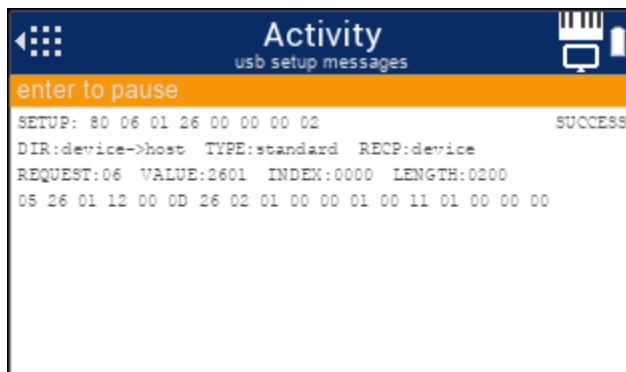 Activity
usb setup messages
enter to pause
SETUP: 80 06 01 26 00 00 00 02 SUCCESS
DIR:device->host TYPE:standard RECP:device
REQUEST:06 VALUE:2601 INDEX:0000 LENGTH:0200
05 26 01 12 00 0D 26 02 01 00 00 01 00 11 01 00 00 00